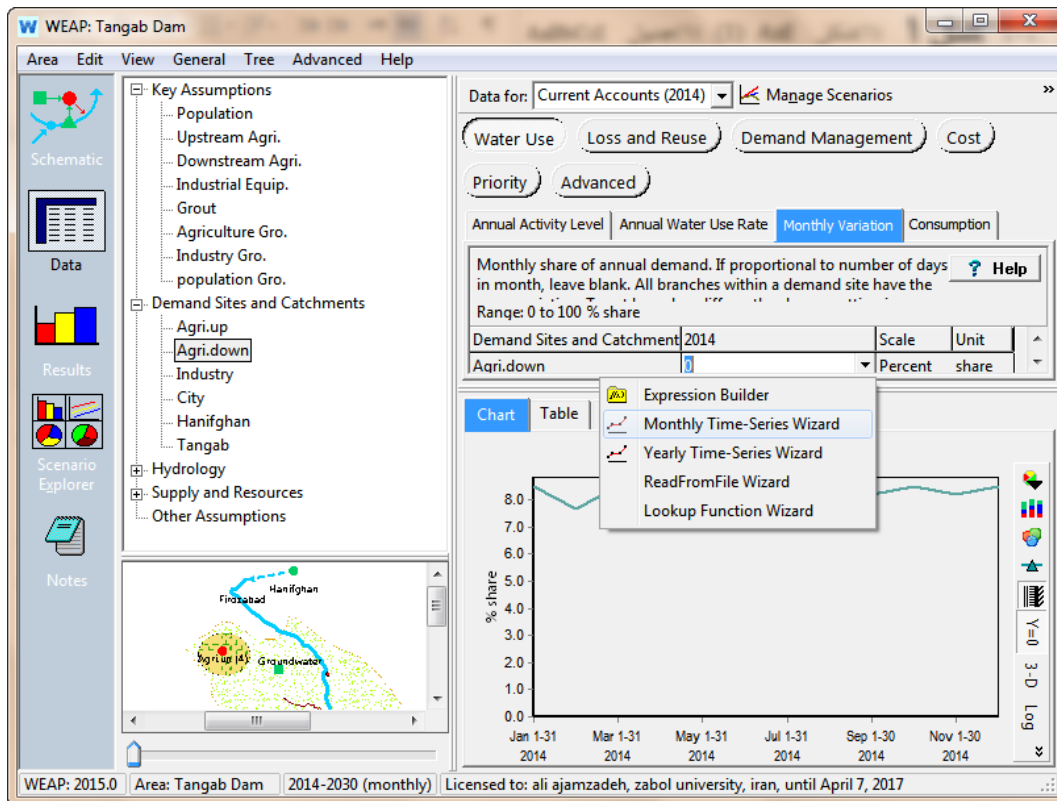 WEAP: Tangab Dam
Area Edit View General Tree Advanced Help
Schematic
Data
Results
Scenario
Explorer
Notes
Key Assumptions
Population
Upstream Agri.
Downstream Agri.
Industrial Equip.
Grout
Agriculture Gro.
Industry Gro.
population Gro.
Demand Sites and Catchments
Agri.up
Agri.down
Industry
City
Hanifghan
Tangab
Hydrology
Supply and Resources
Other Assumptions
Hanifghan
Firozabad
Agri.up (4)
Groundwater
Data for: Current Accounts (2014) Manage Scenarios »
Water Use Loss and Reuse Demand Management Cost
Priority Advanced
Annual Activity Level Annual Water Use Rate Monthly Variation Consumption
Monthly share of annual demand. If proportional to number of days
in month, leave blank. All branches within a demand site have the
? Help
Range: 0 to 100 % share
Demand Sites and Catchment 2014 Scale Unit
Agri.down 0 Percent share
Expression Builder
Monthly Time-Series Wizard
Yearly Time-Series Wizard
ReadFromFile Wizard
Lookup Function Wizard
Chart Table
% share
8.0
7.0
6.0
5.0
4.0
3.0
2.0
1.0
0.0
Jan 1-31 Mar 1-31 May 1-31 Jul 1-31 Sep 1-30 Nov 1-30
2014 2014 2014 2014 2014 2014
Y=0
3-D
Log
WEAP: 2015.0 Area: Tangab Dam 2014-2030 (monthly) Licensed to: ali ajamzadeh, zabol university, iran, until April 7, 2017